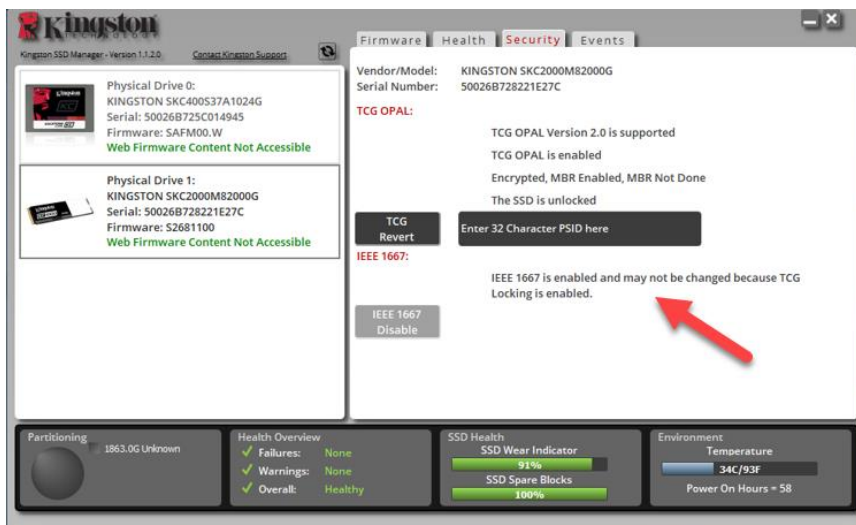 Kingston
TECHNOLOGY
Kingston SSD Manager - Version 1.1.2.0 Contact Kingston Support
Firmware Health Security Events
Physical Drive 0:
KINGSTON SKC400S37A1024G
Serial: 50026B725C014945
Firmware: SAFM00.W
Web Firmware Content Not Accessible
Physical Drive 1:
KINGSTON SKC2000M82000G
Serial: 50026B728221E27C
Firmware: S2681100
Web Firmware Content Not Accessible
Vendor/Model: KINGSTON SKC2000M82000G
Serial Number: 50026B728221E27C
TCG OPAL:
TCG OPAL Version 2.0 is supported
TCG OPAL is enabled
Encrypted, MBR Enabled, MBR Not Done
The SSD is unlocked
TCG
Revert
Enter 32 Character PSID here
IEEE 1667:
IEEE 1667 is enabled and may not be changed because TCG
Locking is enabled.
IEEE 1667
Disable
Partitioning
1863.0G Unknown
Health Overview
Failures: None
Warnings: None
Overall: Healthy
SSD Health
SSD Wear Indicator
91%
SSD Spare Blocks
100%
Environment
Temperature
34C/93F
Power On Hours = 58